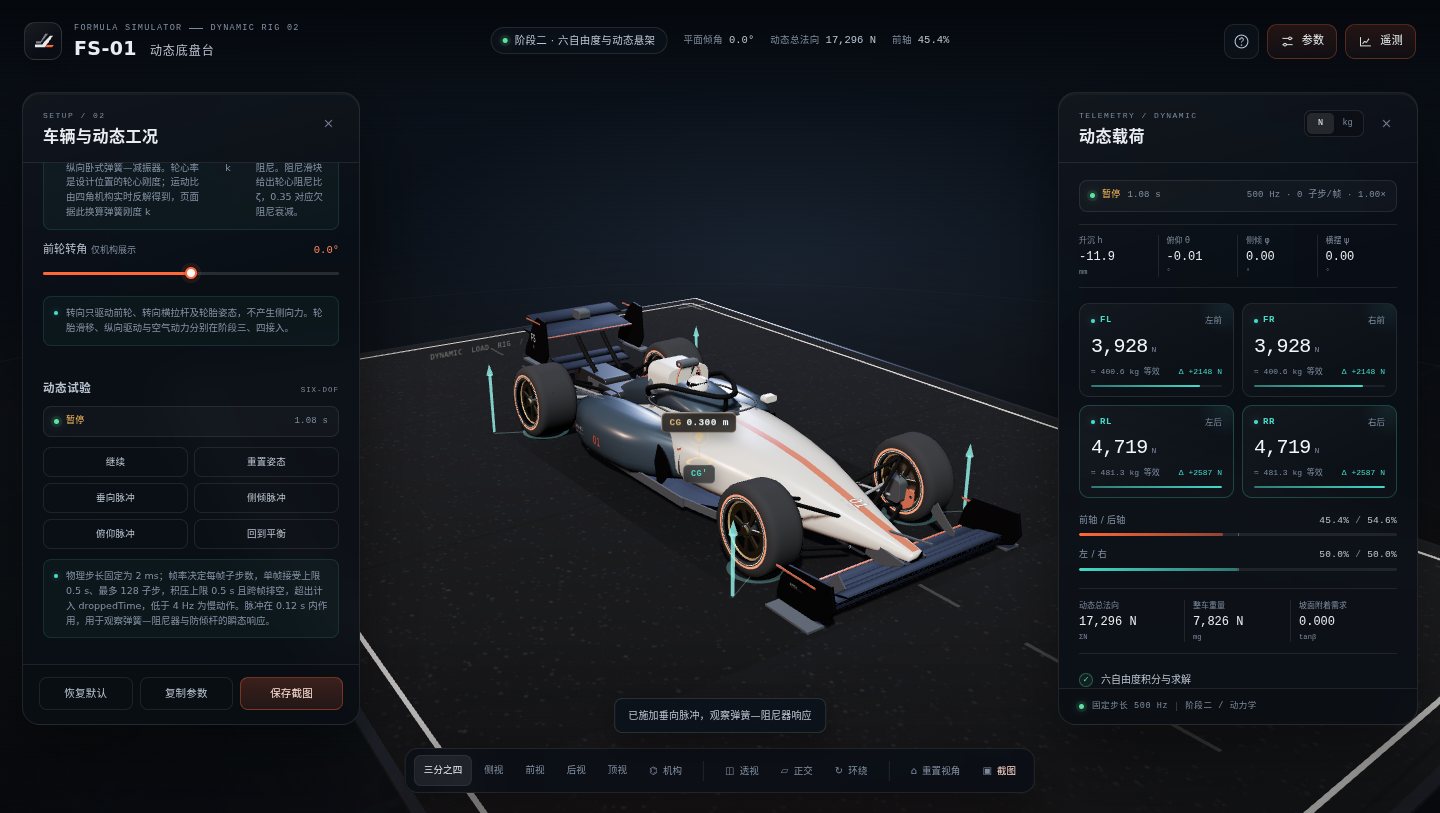 FORMULA SIMULATOR — DYNAMIC RIG 02
FS-01 动态底盘台
阶段二 · 六自由度与动态悬架
平面倾角 0.0°
动态总法向 17,296 N
前轴 45.4%
参数
遥测
SETUP / 02
车辆与动态工况
纵向卧式弹簧—减振器。轮心率
是设计位置的轮心刚度；运动比
由四角机构实时反解得到，页面
据此换算弹簧刚度 k
k
阻尼。阻尼滑块
给出轮心阻尼比
ζ，0.35 对应欠
阻尼衰减。
前轮转角 仅机构展示
0.0°
转向只驱动前轮、转向横拉杆及轮胎姿态，不产生侧向力。轮
胎滑移、纵向驱动与空气动力分别在阶段三、四接入。
动态试验
SIX-DOF
暂停
1.08 s
继续
重置姿态
垂向脉冲
侧倾脉冲
俯仰脉冲
回到平衡
物理步长固定为 2 ms；帧率决定每帧子步数，单帧接受上限
0.5 s、最多 128 子步，积压上限 0.5 s 且跨帧排空，超出计
入 droppedTime，低于 4 Hz 为慢动作。脉冲在 0.12 s 内作
用，用于观察弹簧—阻尼器与防倾杆的瞬态响应。
恢复默认
复制参数
保存截图
DYNAMIC LOAD RIG /
FS
01
CG 0.300 m
CG'
已施加垂向脉冲，观察弹簧—阻尼器响应
三分之四
侧视
前视
后视
顶视
机构
透视
正交
环绕
重置视角
截图
TELEMETRY / DYNAMIC
动态载荷
N
kg
暂停 1.08 s
500 Hz · 0 子步/帧 · 1.00×
升沉 h
-11.9
mm
俯仰 θ
-0.01
°
侧倾 φ
0.00
°
横摆 ψ
0.00
°
FL
左前
3,928 N
≈ 400.6 kg 等效
Δ +2148 N
FR
右前
3,928 N
≈ 400.6 kg 等效
Δ +2148 N
RL
左后
4,719 N
≈ 481.3 kg 等效
Δ +2587 N
RR
右后
4,719 N
≈ 481.3 kg 等效
Δ +2587 N
前轴 / 后轴
45.4% / 54.6%
左 / 右
50.0% / 50.0%
动态总法向
17,296 N
ΣN
整车重量
7,826 N
mg
坡面附着需求
0.000
tanβ
六自由度积分与求解
固定步长 500 Hz | 阶段二 / 动力学